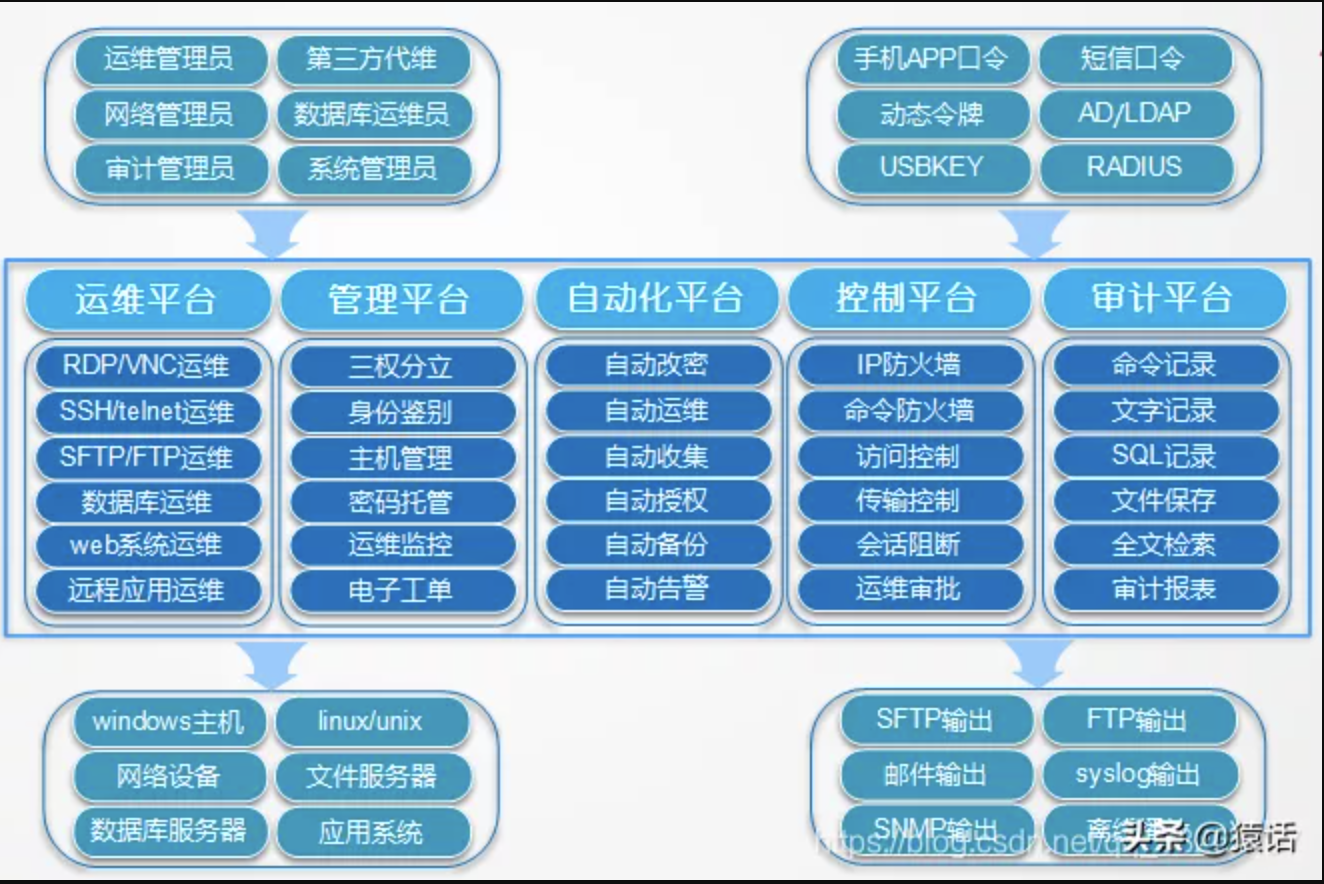 运维管理员 第三方代维
网络管理员 数据库运维员
审计管理员 系统管理员
手机APP口令 短信口令
动态令牌 AD/LDAP
USBKEY RADIUS
运维平台 管理平台 自动化平台 控制平台 审计平台
RDP/VNC运维 三权分立 自动改密 IP防火墙 命令记录
SSH/telnet运维 身份鉴别 自动运维 命令防火墙 文字记录
SFTP/FTP运维 主机管理 自动收集 访问控制 SQL记录
数据库运维 密码托管 自动授权 传输控制 文件保存
web系统运维 运维监控 自动备份 会话阻断 全文检索
远程应用运维 电子工单 自动告警 运维审批 审计报表
windows主机 linux/unix
网络设备 文件服务器
数据库服务器 应用系统
SFTP输出 FTP输出
邮件输出 syslog输出
SNMP输出
头条 @猿话